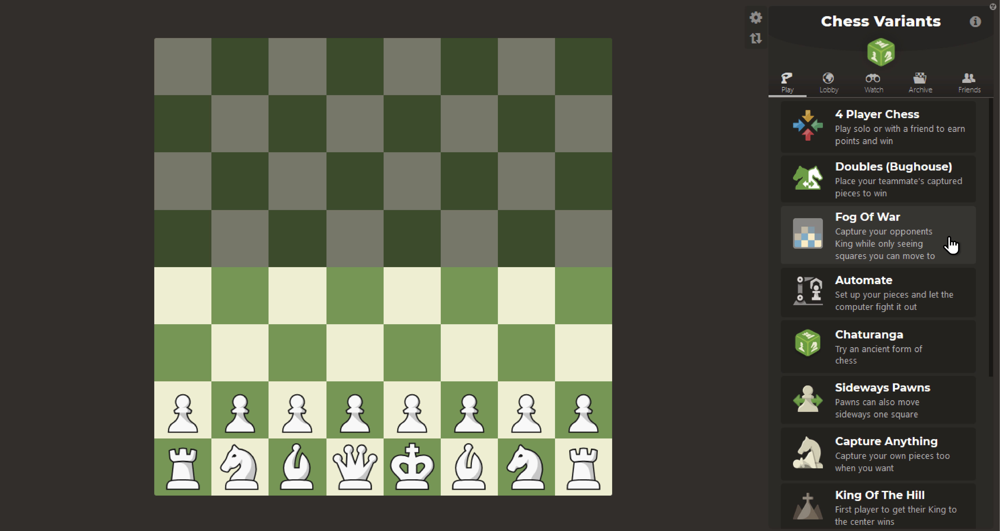 Chess Variants
Play
Lobby
Watch
Archive
Friends
4 Player Chess
Play solo or with a friend to earn
points and win
Doubles (Bughouse)
Place your teammate's captured
pieces to win
Fog Of War
Capture your opponents
King while only seeing
squares you can move to
Automate
Set up your pieces and let the
computer fight it out
Chaturanga
Try an ancient form of
chess
Sideways Pawns
Pawns can also move
sideways one square
Capture Anything
Capture your own pieces too
when you want
King Of The Hill
First player to get their King to
the center wins